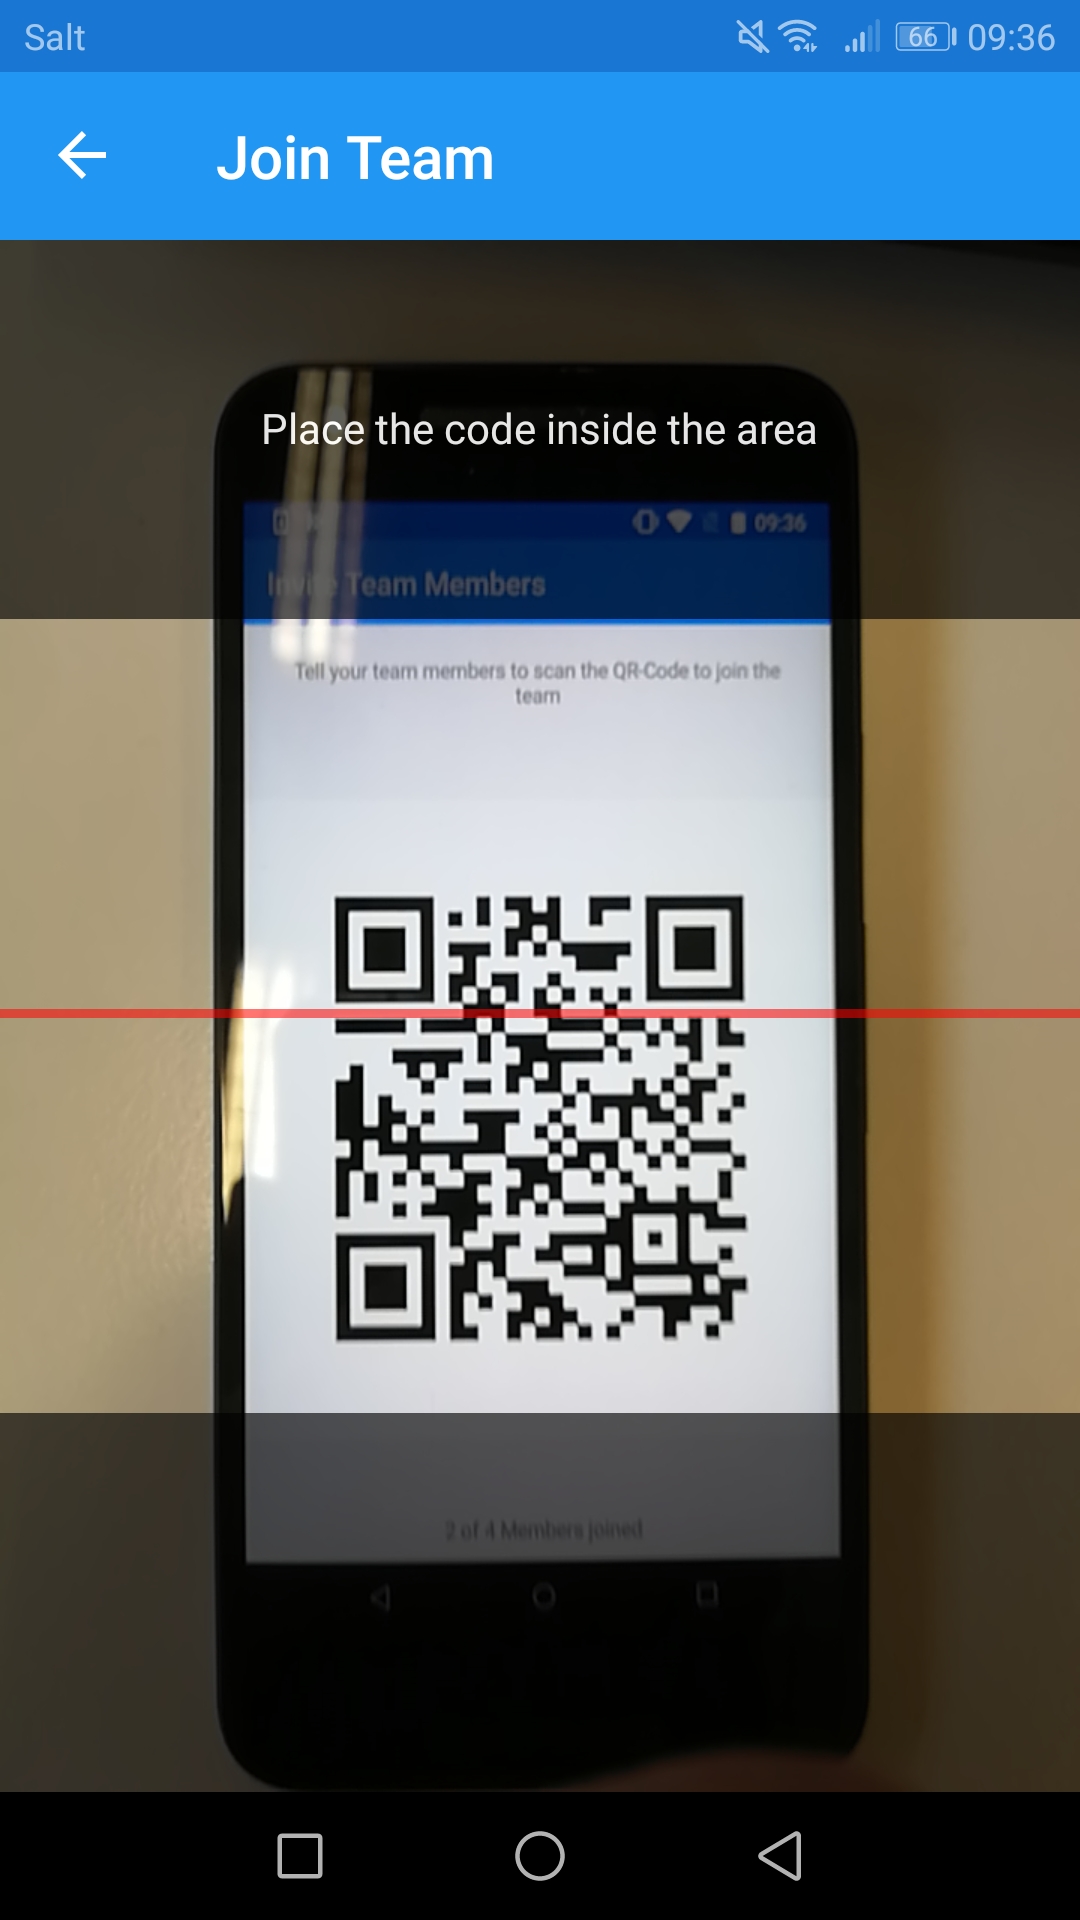 Salt 66 09:36
Join Team
Place the code inside the area
09:36
Invite Team Members
Tell your team members to scan the QR-Code to join the
team
2 of 4 Members joined